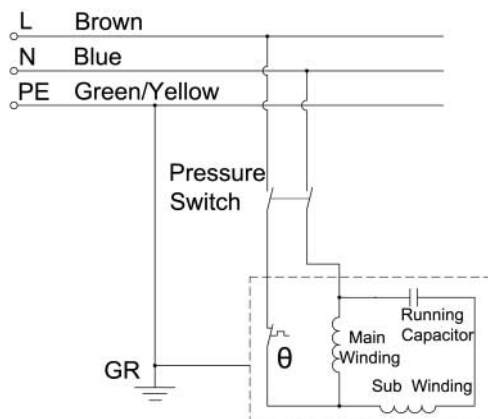 L Brown
N Blue
PE Green/Yellow
Pressure
Switch
Running
Capacitor
Main
Winding
θ
Sub Winding
GR